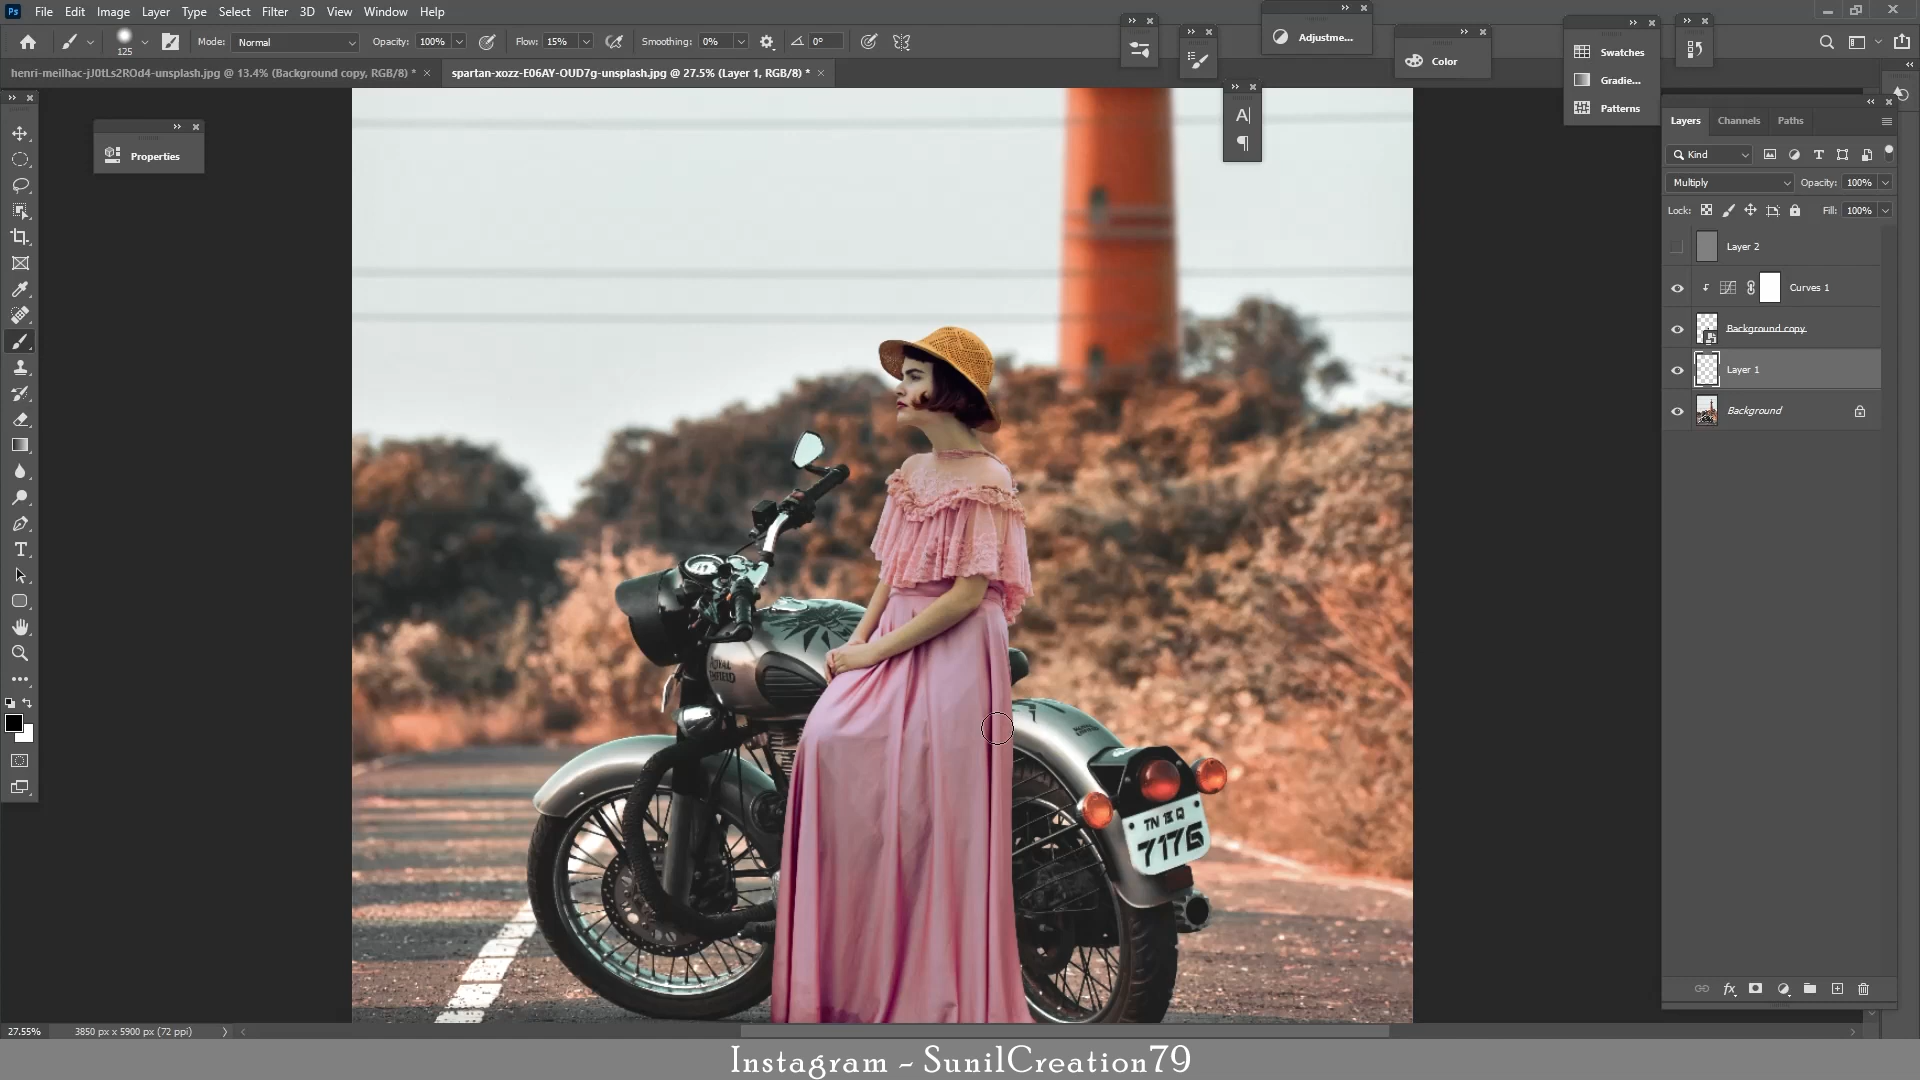 Ps File Edit Image Layer Type Select Filter 3D View Window Help
125 Mode: Normal Opacity: 100% Flow: 15% Smoothing: 0% 0°
Adjustme...
Color
Swatches
Gradie...
Patterns
henri-meilhac-jJ0tLs2ROd4-unsplash.jpg @ 13.4% (Background copy, RGB/8) *
spartan-xozz-E06AY-OUD7g-unsplash.jpg @ 27.5% (Layer 1, RGB/8) *
Properties
Layers Channels Paths
Kind
Multiply Opacity: 100%
Lock: Fill: 100%
Layer 2
Curves 1
Background copy
Layer 1
Background
ROYAL
ENFIELD
TN 18 Q
7176
27.55% 3850 px x 5900 px (72 ppi)
Instagram - SunilCreation79